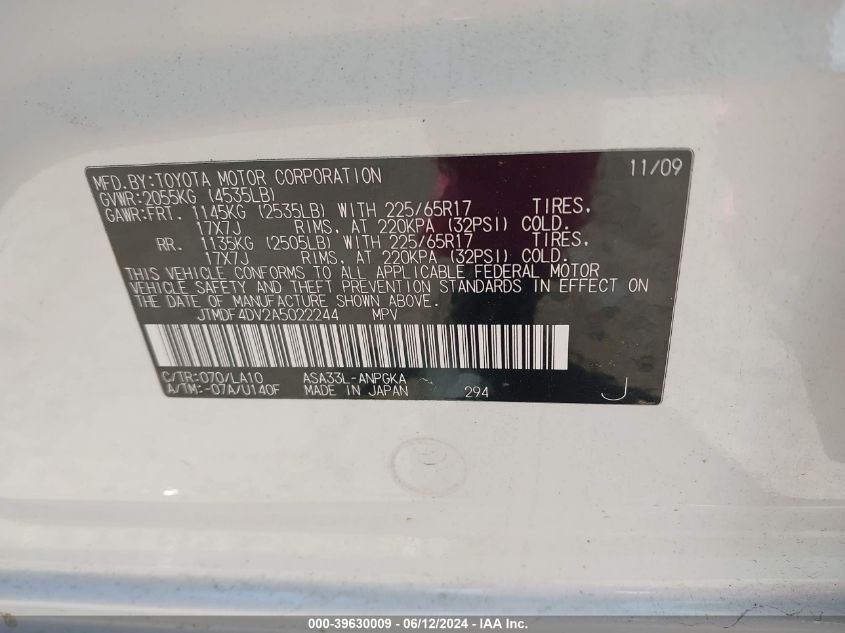 11/09
MFD.BY:TOYOTA MOTOR CORPORATION
GVWR:2055KG (4535LB)
GAWR:FRT. 1145KG (2535LB) WITH 225/65R17 TIRES,
17X7J RIMS, AT 220KPA (32PSI) COLD.
RR. 1135KG (2505LB) WITH 225/65R17 TIRES,
17X7J RIMS, AT 220KPA (32PSI) COLD.
THIS VEHICLE CONFORMS TO ALL APPLICABLE FEDERAL MOTOR
VEHICLE SAFETY AND THEFT PREVENTION STANDARDS IN EFFECT ON
THE DATE OF MANUFACTURE SHOWN ABOVE.
JTMDF4DV2A5022244 MPV
C/TR:070/LA10 ASA33L-ANPGKA
A/TM:-07A/U140F MADE IN JAPAN 294 J
000-39630009 - 06/12/2024 - IAA Inc.